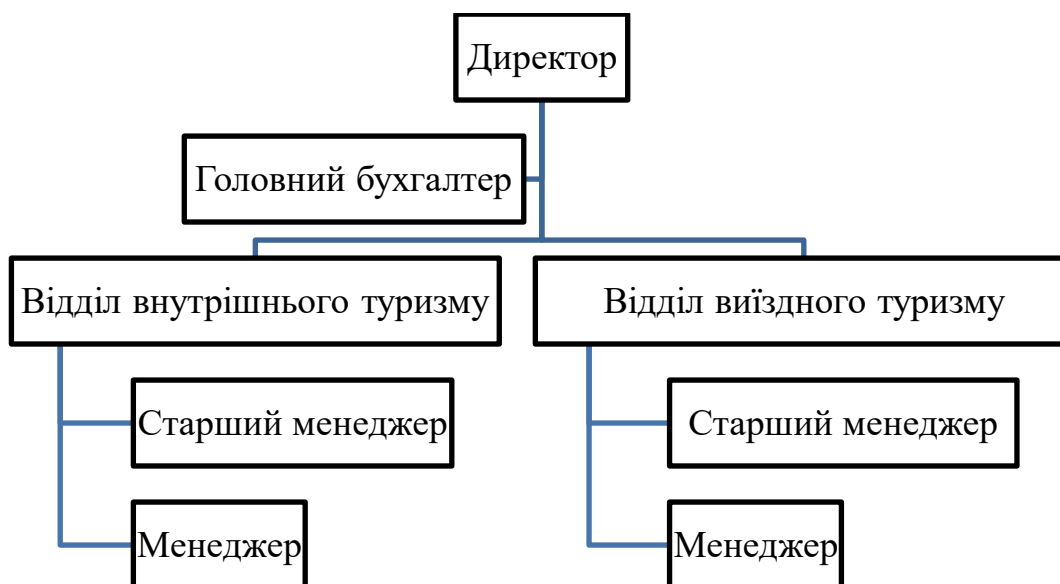 Директор
Головний бухгалтер
Відділ внутрішнього туризму
Відділ виїздного туризму
Старший менеджер
Старший менеджер
Менеджер
Менеджер